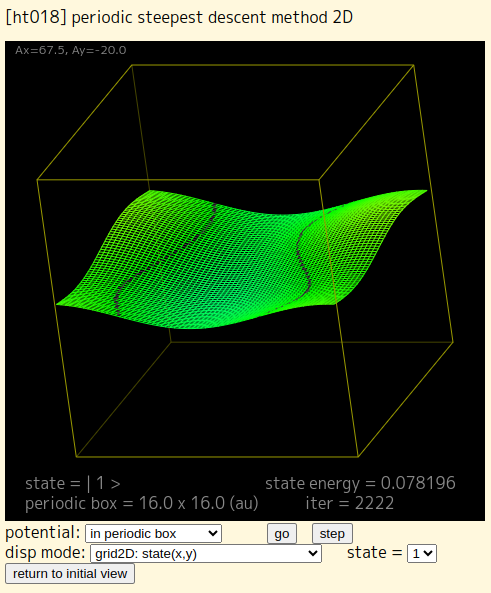 [ht018] periodic steepest descent method 2D
Ax=67.5, Ay=-20.0
state = | 1 > state energy = 0.078196
periodic box = 16.0 x 16.0 (au) iter = 2222
potential: in periodic box go step
disp mode: grid2D: state(x,y) state = 1
return to initial view